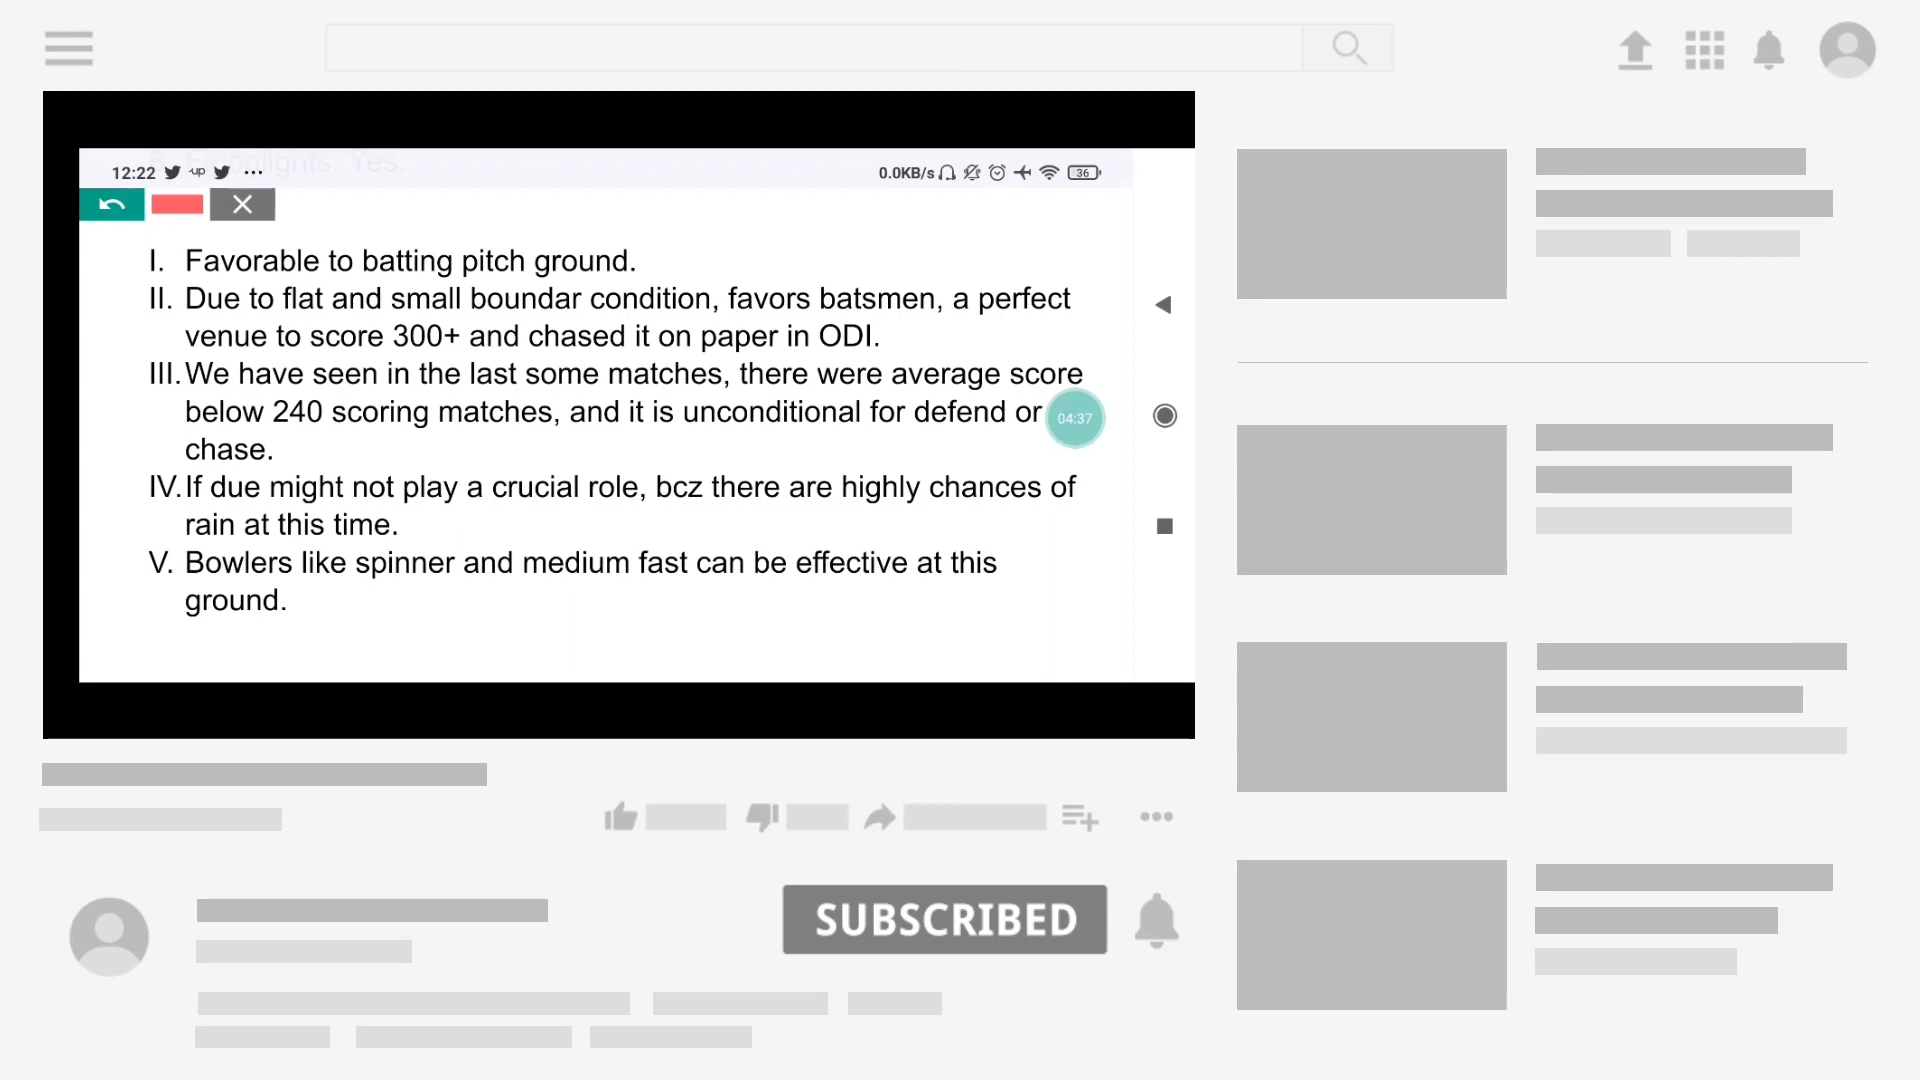 Floodlights: Yes.
12:22 -up ... 0.0KB/s 36
I. Favorable to batting pitch ground.
II. Due to flat and small boundar condition, favors batsmen, a perfect
venue to score 300+ and chased it on paper in ODI.
III. We have seen in the last some matches, there were average score
below 240 scoring matches, and it is unconditional for defend or
04:37
chase.
IV. If due might not play a crucial role, bcz there are highly chances of
rain at this time.
V. Bowlers like spinner and medium fast can be effective at this
ground.
SUBSCRIBED